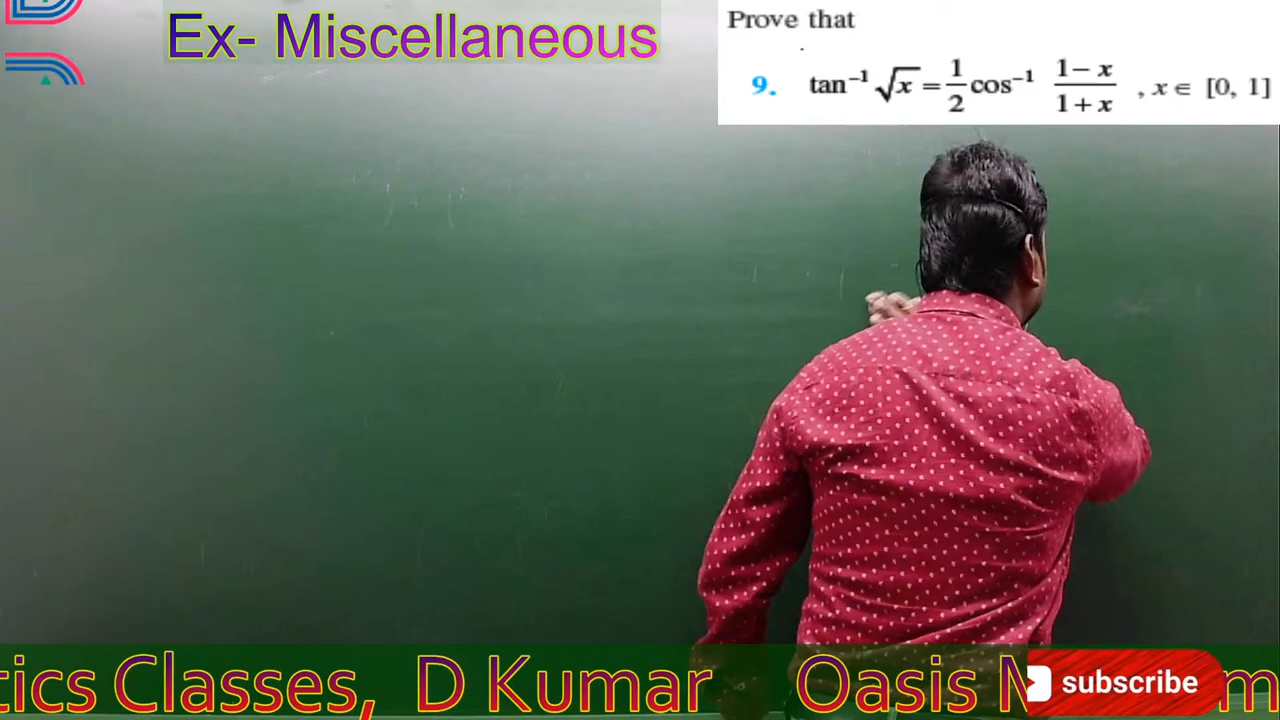 Ex- Miscellaneous
Prove that
9. tan⁻¹ √x = 1/2 cos⁻¹ (1− x)/(1+ x) , x ∈ [0, 1]
Classes, D Kumar Oasis
subscribe